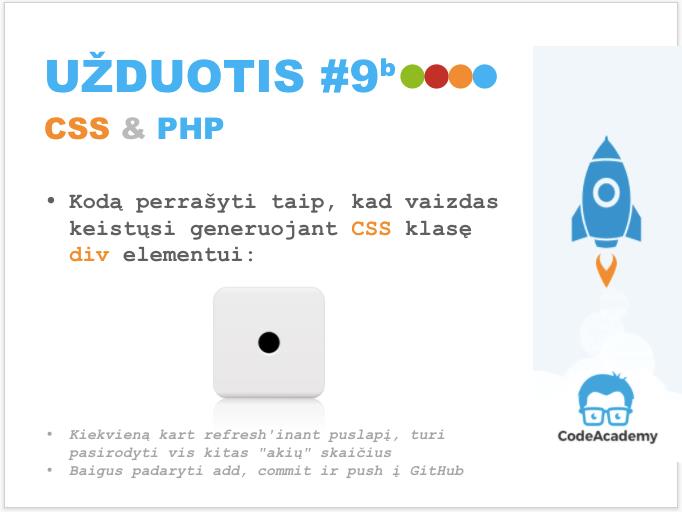 UŽDUOTIS #9ᵇ
CSS & PHP
• Kodą perrašyti taip, kad vaizdas
keistųsi generuojant CSS klasę
div elementui:
• Kiekvieną kart refresh'inant puslapį, turi
pasirodyti vis kitas "akių" skaičius
• Baigus padaryti add, commit ir push į GitHub
CodeAcademy